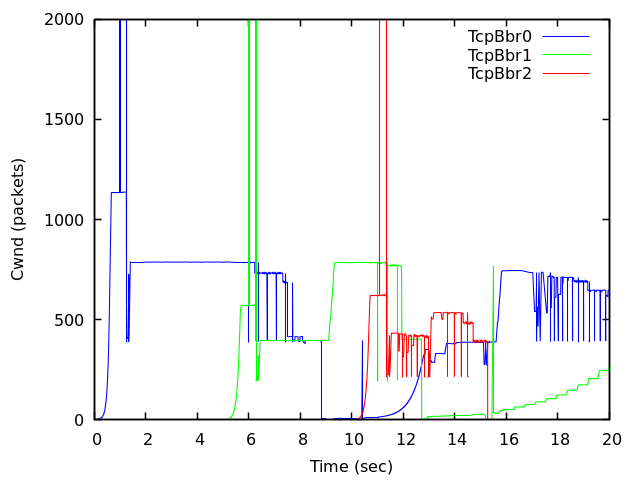 2000
1500
1000
500
0
Cwnd (packets)
TcpBbr0
TcpBbr1
TcpBbr2
0 2 4 6 8 10 12 14 16 18 20
Time (sec)